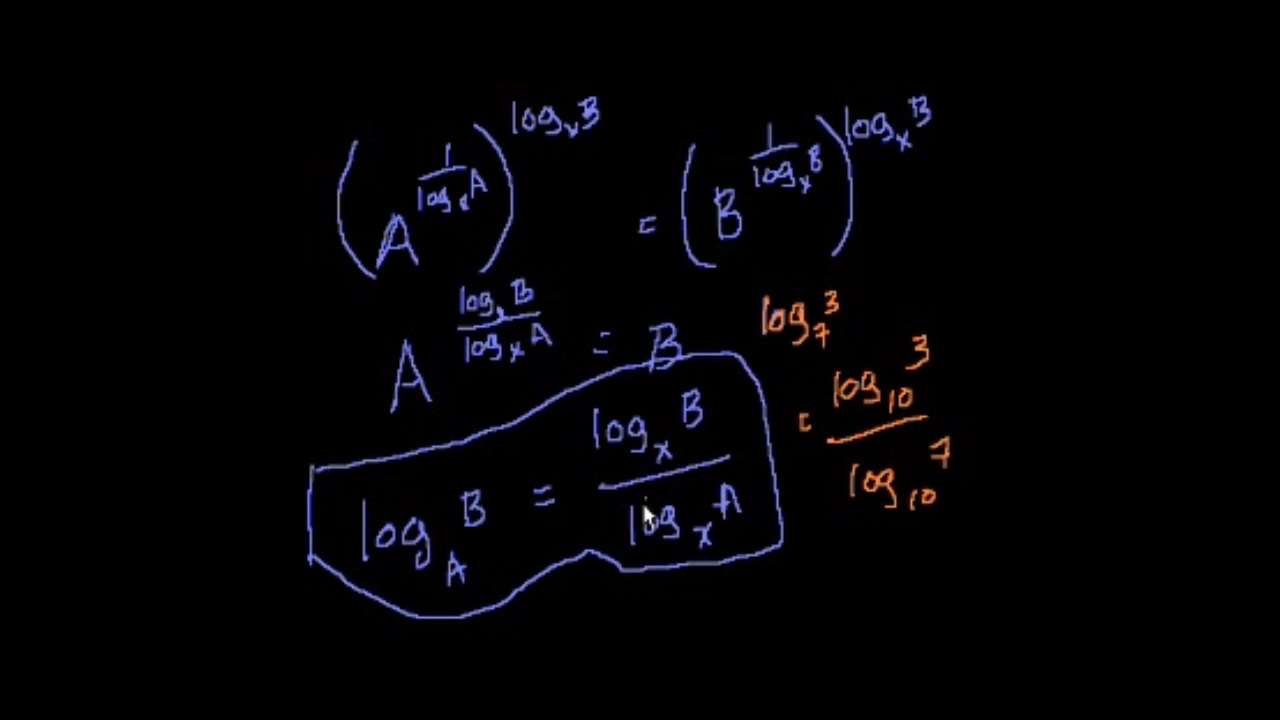 (A^(1/log_x A))^(log_x B) = (B^(1/log_x B))^(log_x B)
A^(log_x B / log_x A) = B
log_A B = log_x B / log_x A
log_7 3
= log_10 3 / log_10 7